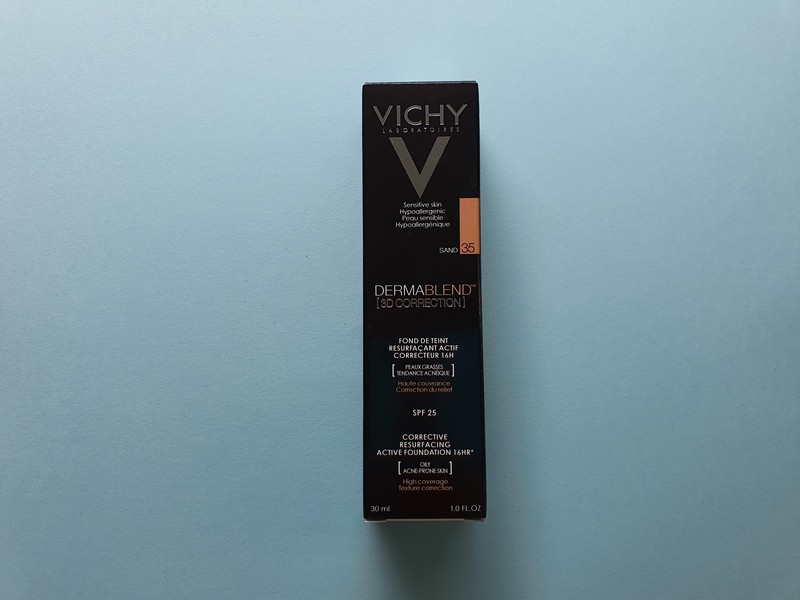 VICHY
LABORATOIRES
V
Sensitive skin
Hypoallergenic
Peau sensible
Hypoallergénique
SAND 35
DERMABLEND™
[3D CORRECTION]
FOND DE TEINT
RESURFAÇANT ACTIF
CORRECTEUR 16H
[PEAUX GRASSES
TENDANCE ACNÉIQUE]
Haute couvrance
Correction du relief
SPF 25
CORRECTIVE
RESURFACING
ACTIVE FOUNDATION 16HR*
[OILY
ACNE-PRONE SKIN]
High coverage
Texture correction
30 ml 1.0 FL.OZ